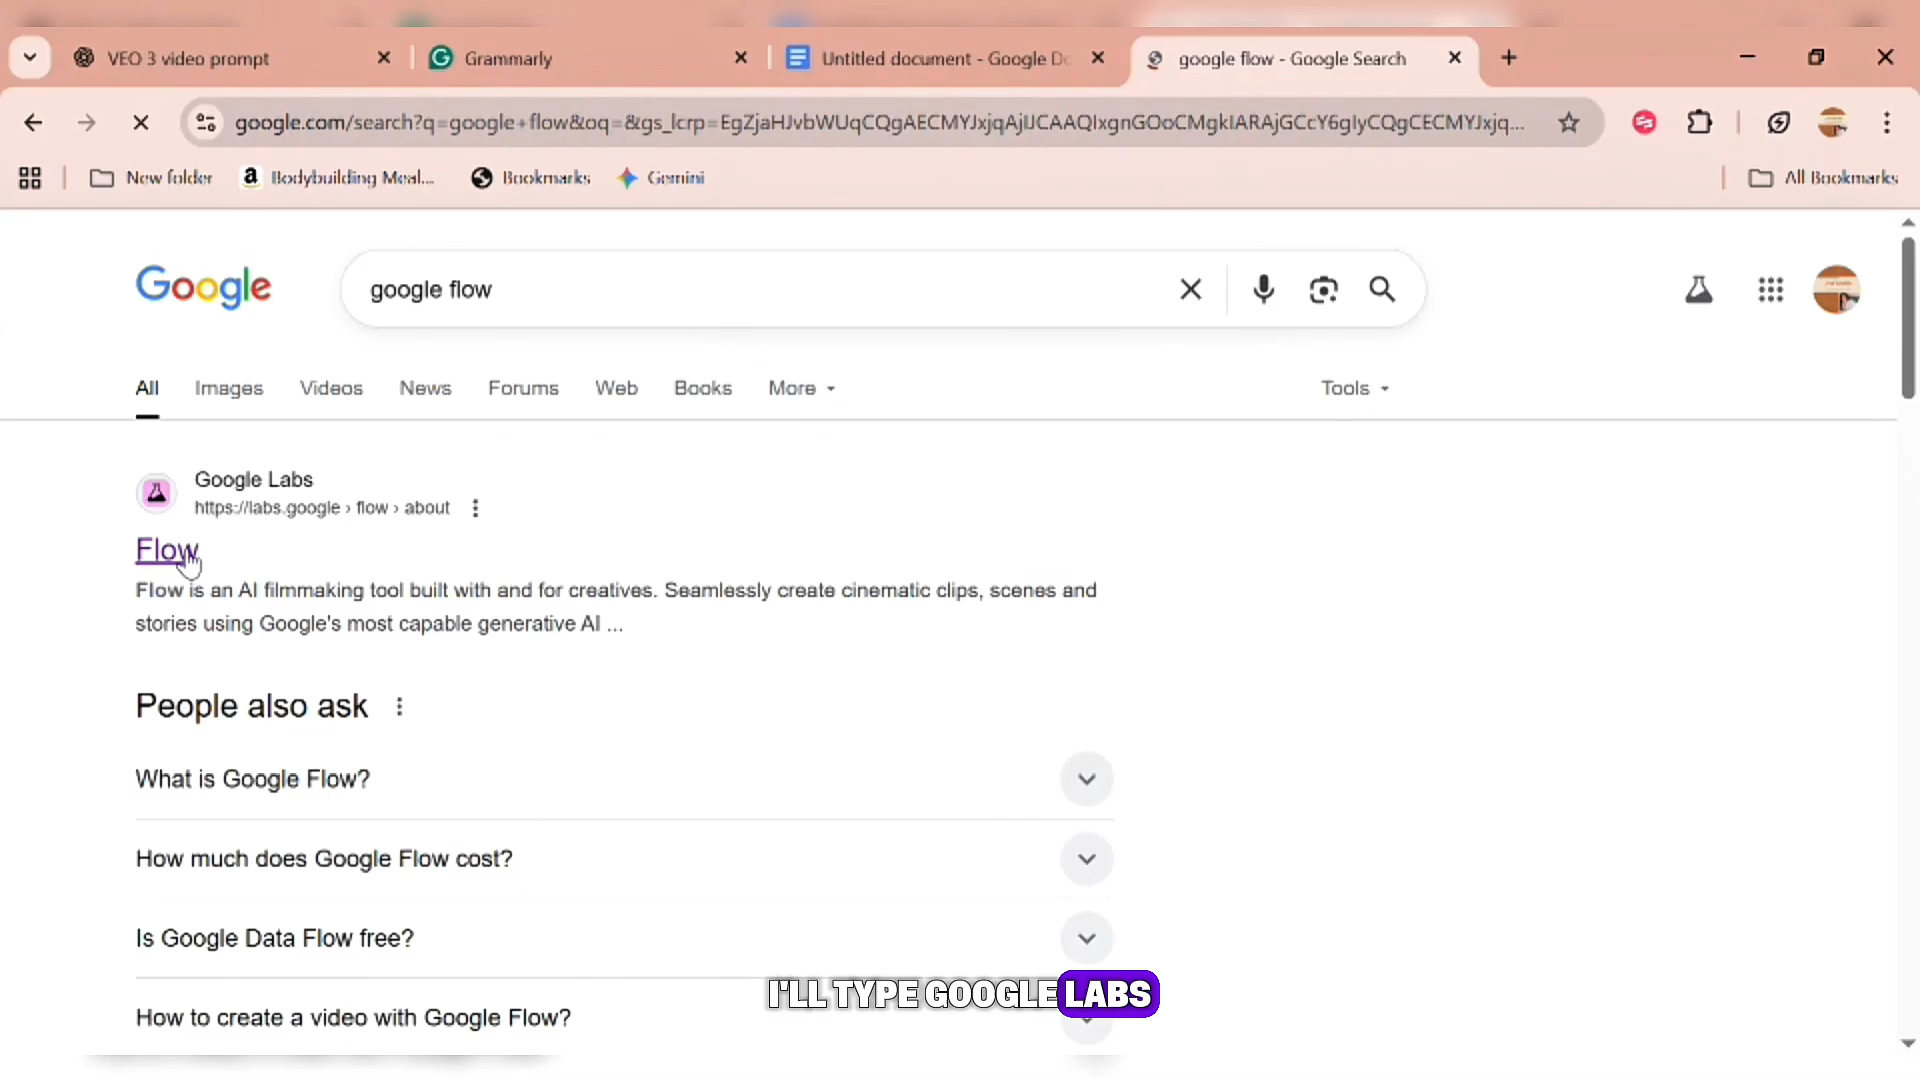 VEO 3 video prompt
Grammarly
Untitled document - Google Do
google flow - Google Search
google.com/search?q=google+flow&oq=&gs_lcrp=EgZjaHJvbWUqCQgAECMYJxjqAjIJCAAQIxgnGOoCMgkIARAjGCcY6gIyCQgCECMYJxjq...
New folder
Bodybuilding Meal...
Bookmarks
Gemini
All Bookmarks
Google
google flow
All
Images
Videos
News
Forums
Web
Books
More
Tools
Google Labs
https://labs.google › flow › about
Flow
Flow is an AI filmmaking tool built with and for creatives. Seamlessly create cinematic clips, scenes and
stories using Google's most capable generative AI ...
People also ask
What is Google Flow?
How much does Google Flow cost?
Is Google Data Flow free?
I'LL TYPE GOOGLE LABS
How to create a video with Google Flow?